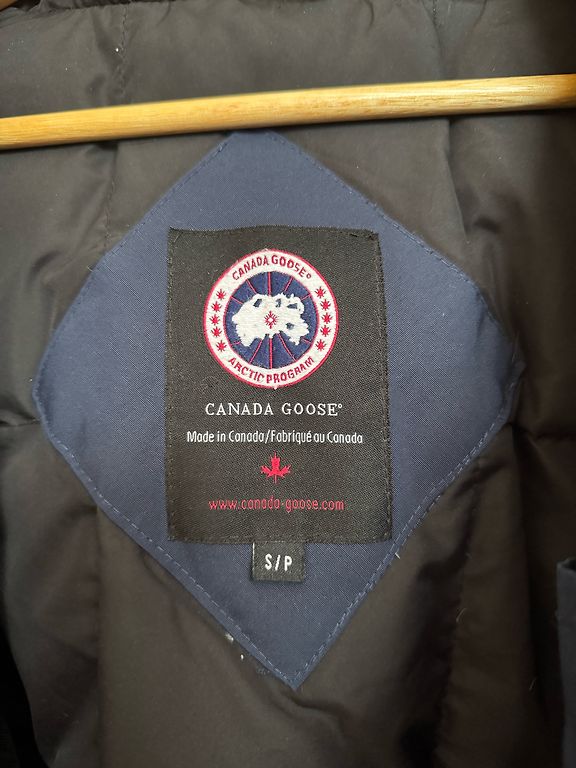 CANADA GOOSE®
ARCTIC PROGRAM
CANADA GOOSE®
Made in Canada/Fabriqué au Canada
www.canada-goose.com
S/P